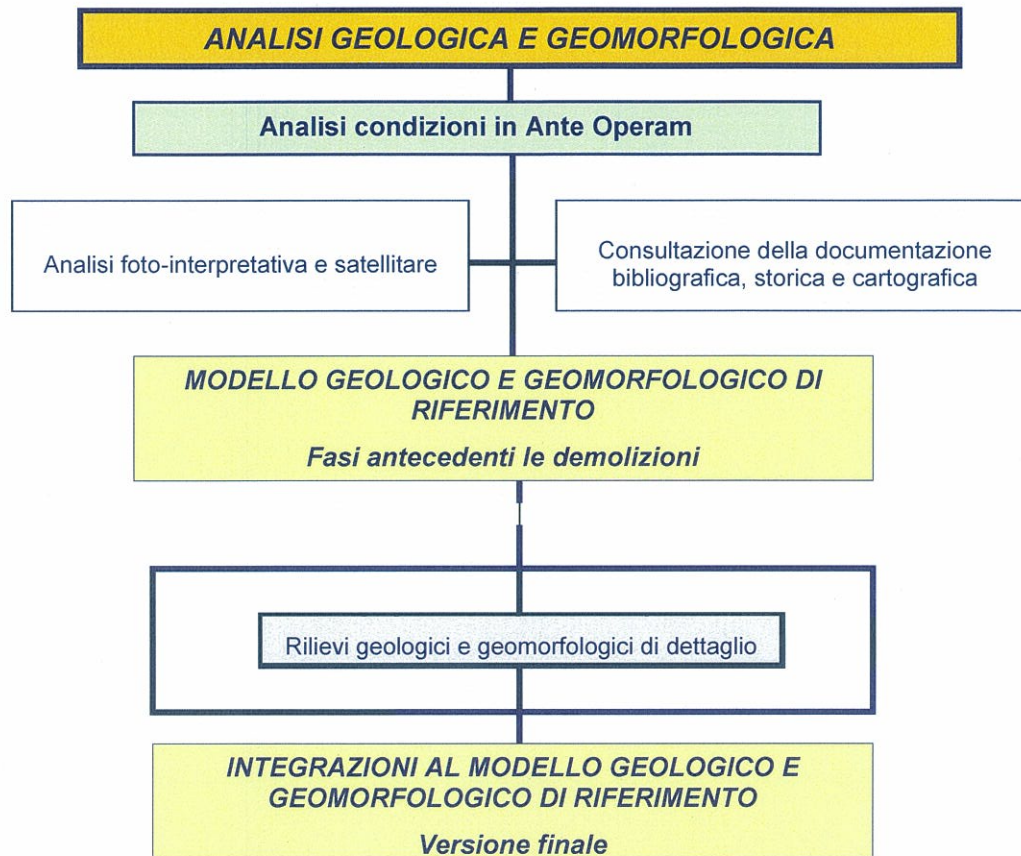 ANALISI GEOLOGICA E GEOMORFOLOGICA
Analisi condizioni in Ante Operam
Analisi foto-interpretativa e satellitare
Consultazione della documentazione
bibliografica, storica e cartografica
MODELLO GEOLOGICO E GEOMORFOLOGICO DI
RIFERIMENTO
Fasi antecedenti le demolizioni
Rilievi geologici e geomorfologici di dettaglio
INTEGRAZIONI AL MODELLO GEOLOGICO E
GEOMORFOLOGICO DI RIFERIMENTO
Versione finale